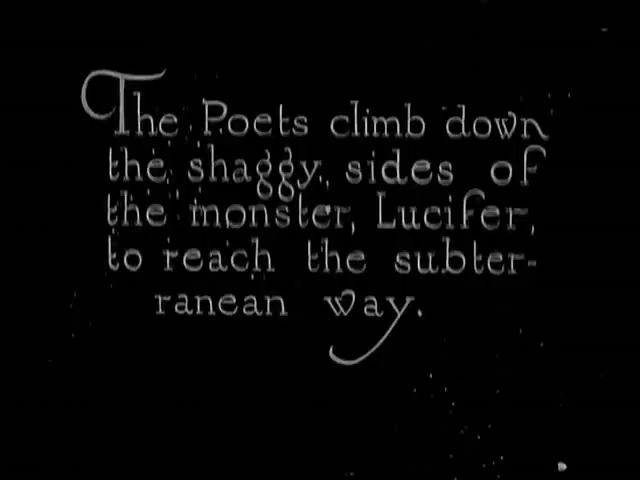 The Poets climb down
the shaggy, sides of
the monster, Lucifer,
to reach the subter-
ranean way.